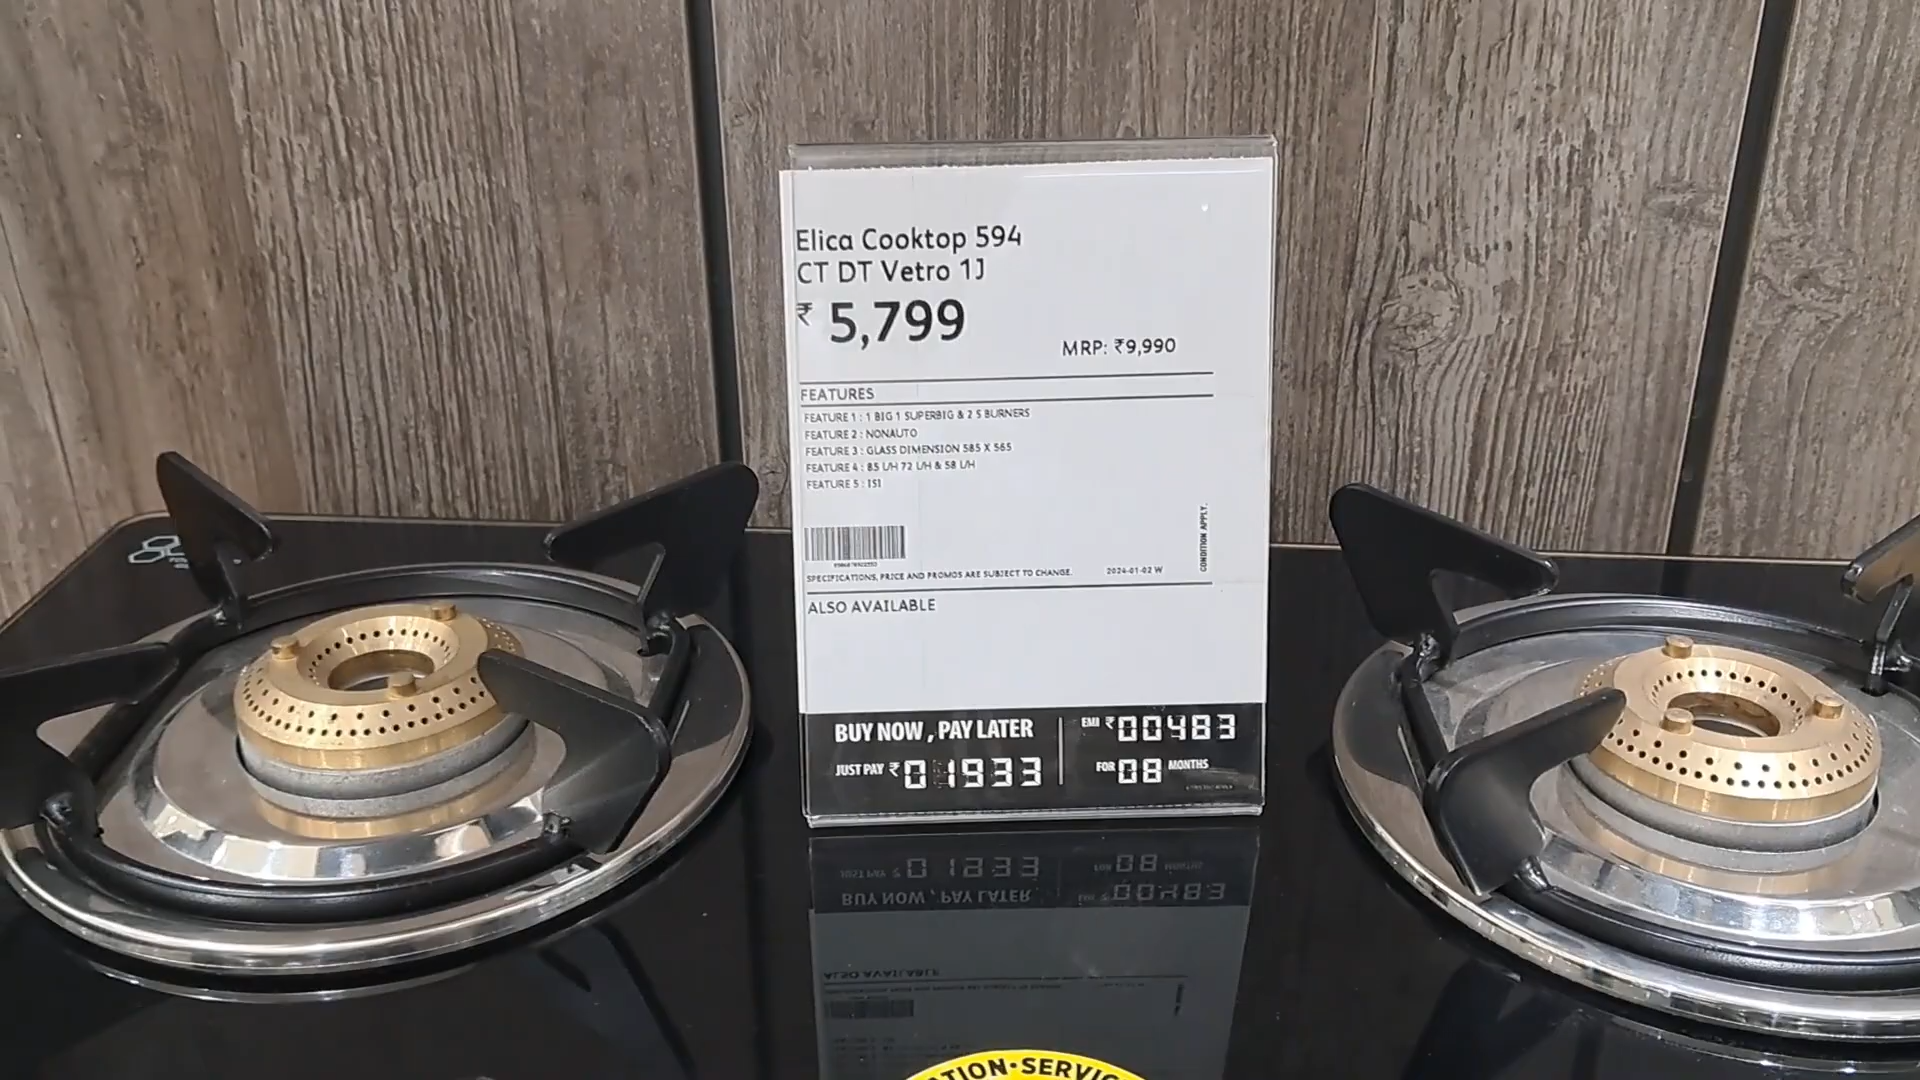 Elica Cooktop 594
CT DT Vetro 1J
₹ 5,799
MRP: ₹9,990
FEATURES
FEATURE 1 : 1 BIG 1 SUPERBIG & 2 S BURNERS
FEATURE 2 : NONAUTO
FEATURE 3 : GLASS DIMENSION 585 X 565
FEATURE 4 : 85 L/H 72 L/H & 58 L/H
FEATURE 5 : ISI
CONDITION APPLY.
SPECIFICATIONS, PRICE AND PROMOS ARE SUBJECT TO CHANGE. 2024-01-02 W
ALSO AVAILABLE
BUY NOW, PAY LATER
JUST PAY ₹ 01933
EMI ₹ 00483
FOR 08 MONTHS
TION·SERVIC